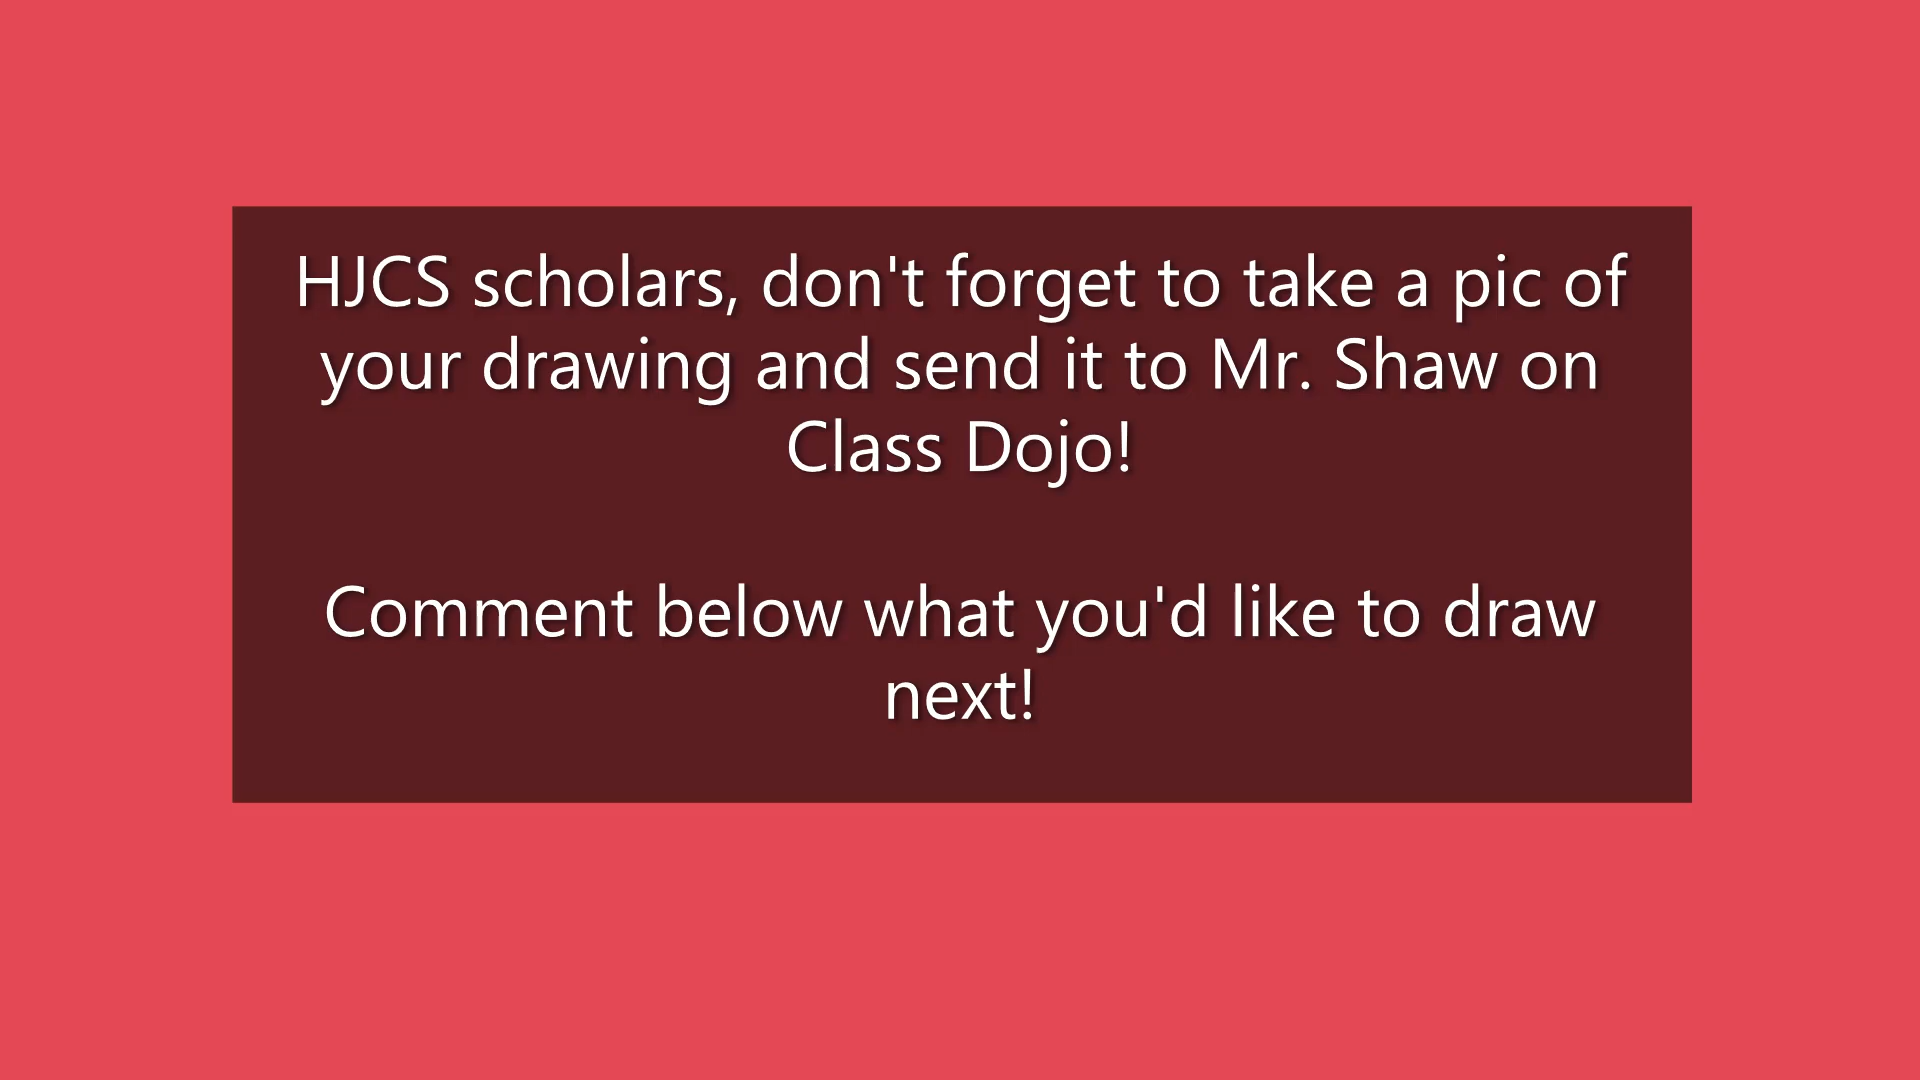 HJCS scholars, don't forget to take a pic of
your drawing and send it to Mr. Shaw on
Class Dojo!
Comment below what you'd like to draw
next!